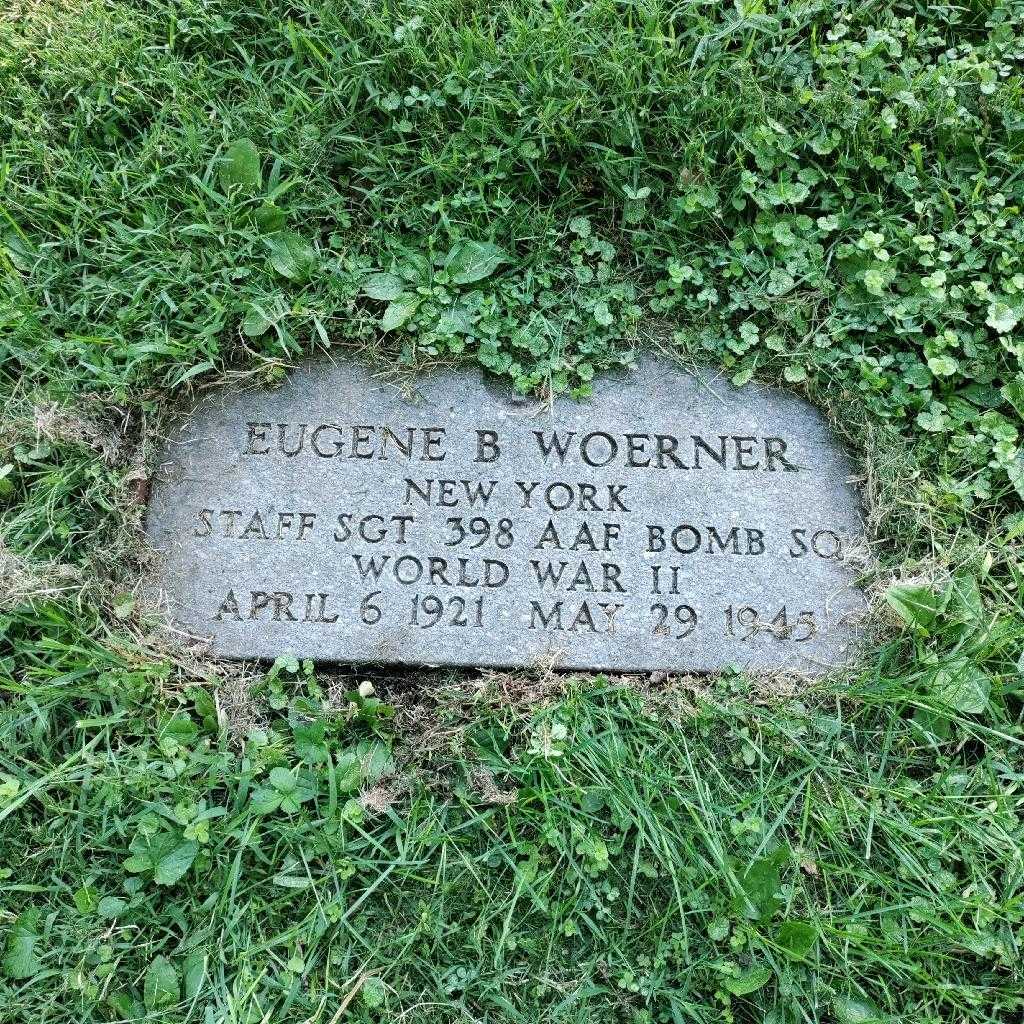 EUGENE B WOERNER
NEW YORK
STAFF SGT 398 AAF BOMB SQ
WORLD WAR II
APRIL 6 1921 MAY 29 1945